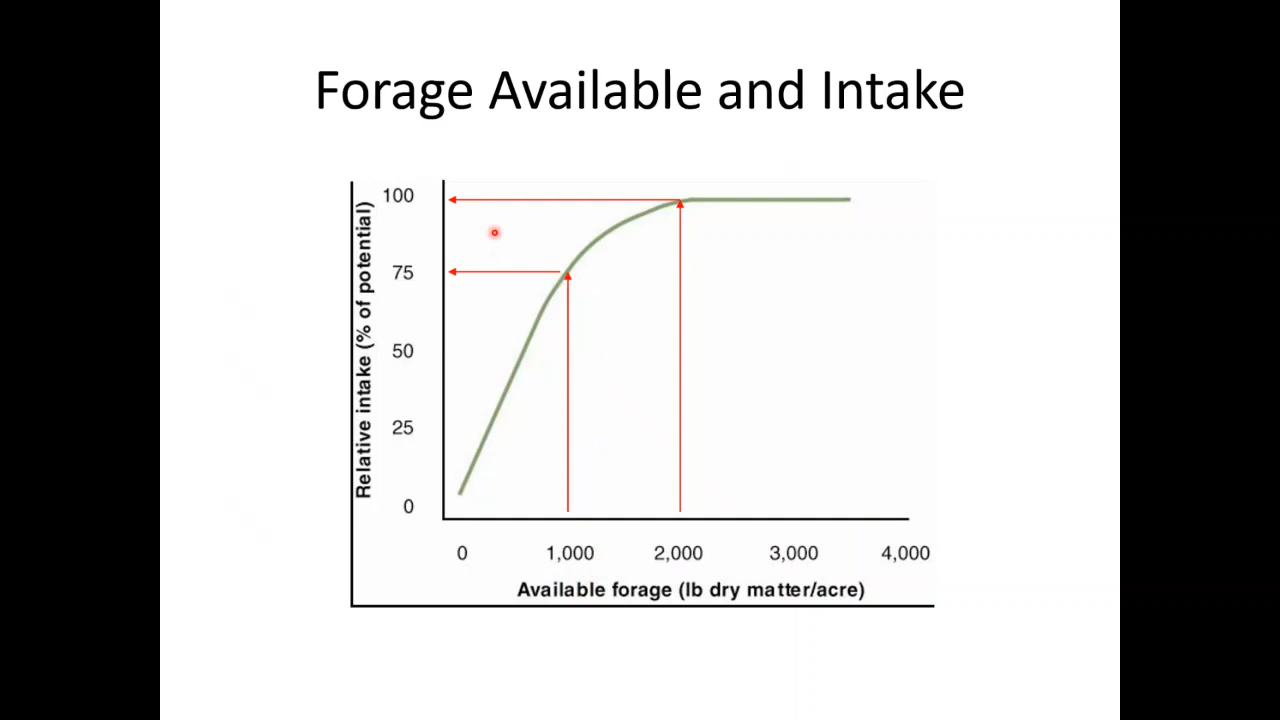 Forage Available and Intake
Relative intake (% of potential)
100
75
50
25
0
0 1,000 2,000 3,000 4,000
Available forage (lb dry matter/acre)